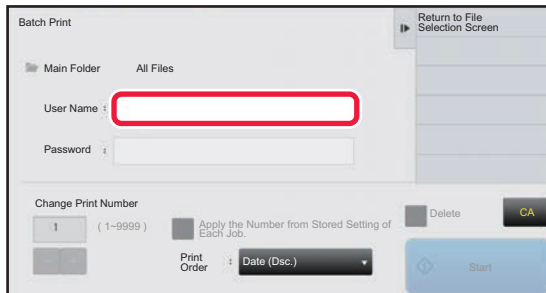 Batch Print
Return to File
Selection Screen
Main Folder All Files
User Name :
Password :
Change Print Number
1 (1~9999)
Apply the Number from Stored Setting of
Each Job.
Delete
CA
Print
Order : Date (Dsc.)
Start